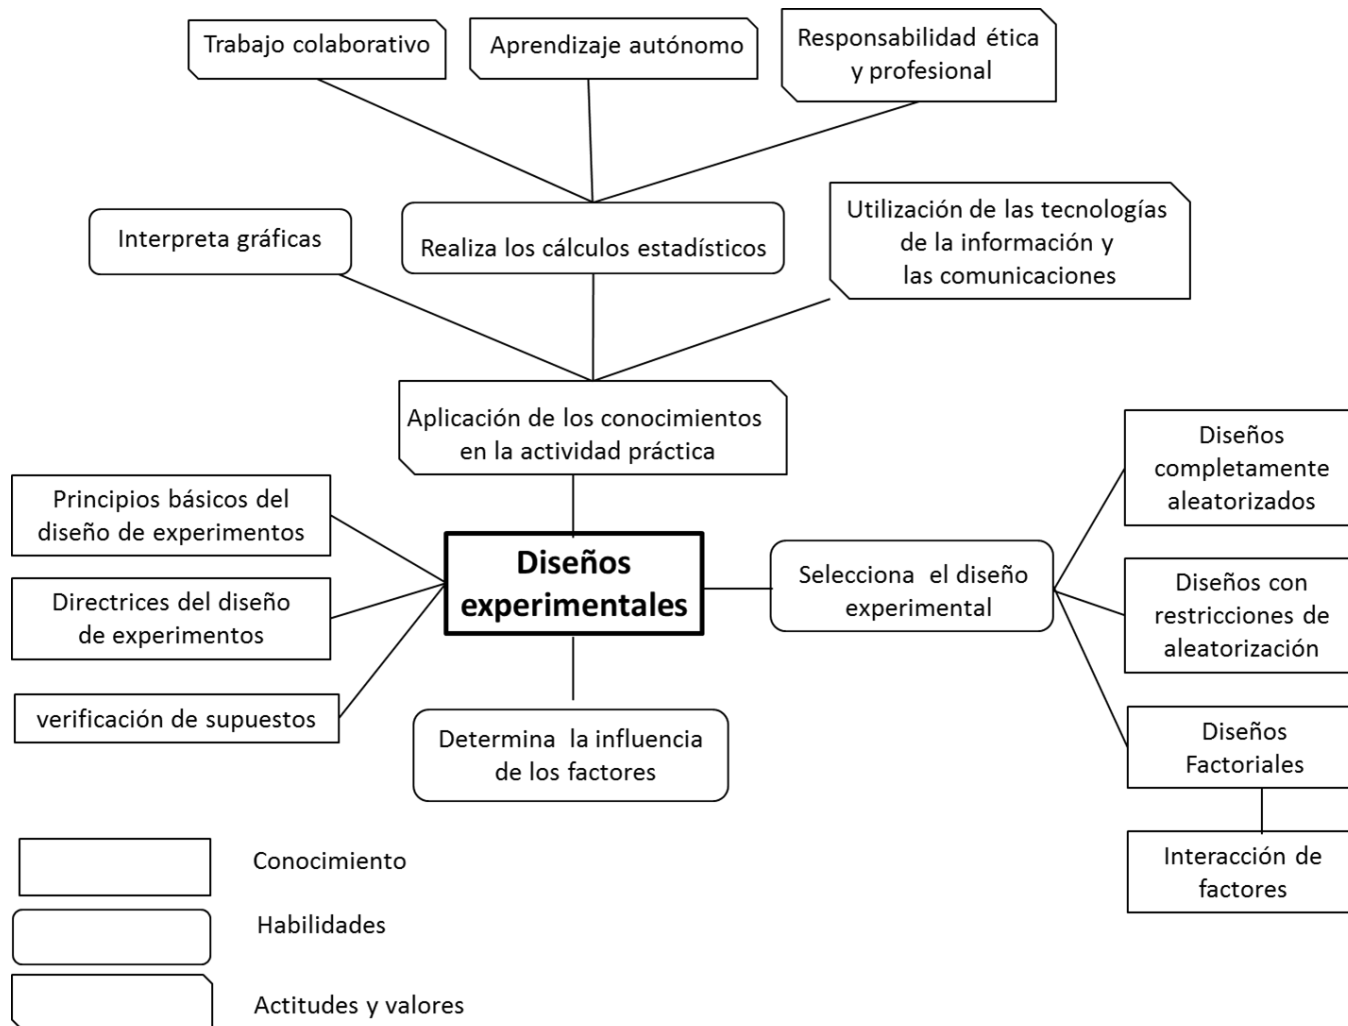 Trabajo colaborativo
Aprendizaje autónomo
Responsabilidad ética
y profesional
Interpreta gráficas
Realiza los cálculos estadísticos
Utilización de las tecnologías
de la información y
las comunicaciones
Aplicación de los conocimientos
en la actividad práctica
Principios básicos del
diseño de experimentos
Directrices del diseño
de experimentos
verificación de supuestos
Diseños
experimentales
Selecciona el diseño
experimental
Determina la influencia
de los factores
Diseños
completamente
aleatorizados
Diseños con
restricciones de
aleatorización
Diseños
Factoriales
Interacción de
factores
Conocimiento
Habilidades
Actitudes y valores